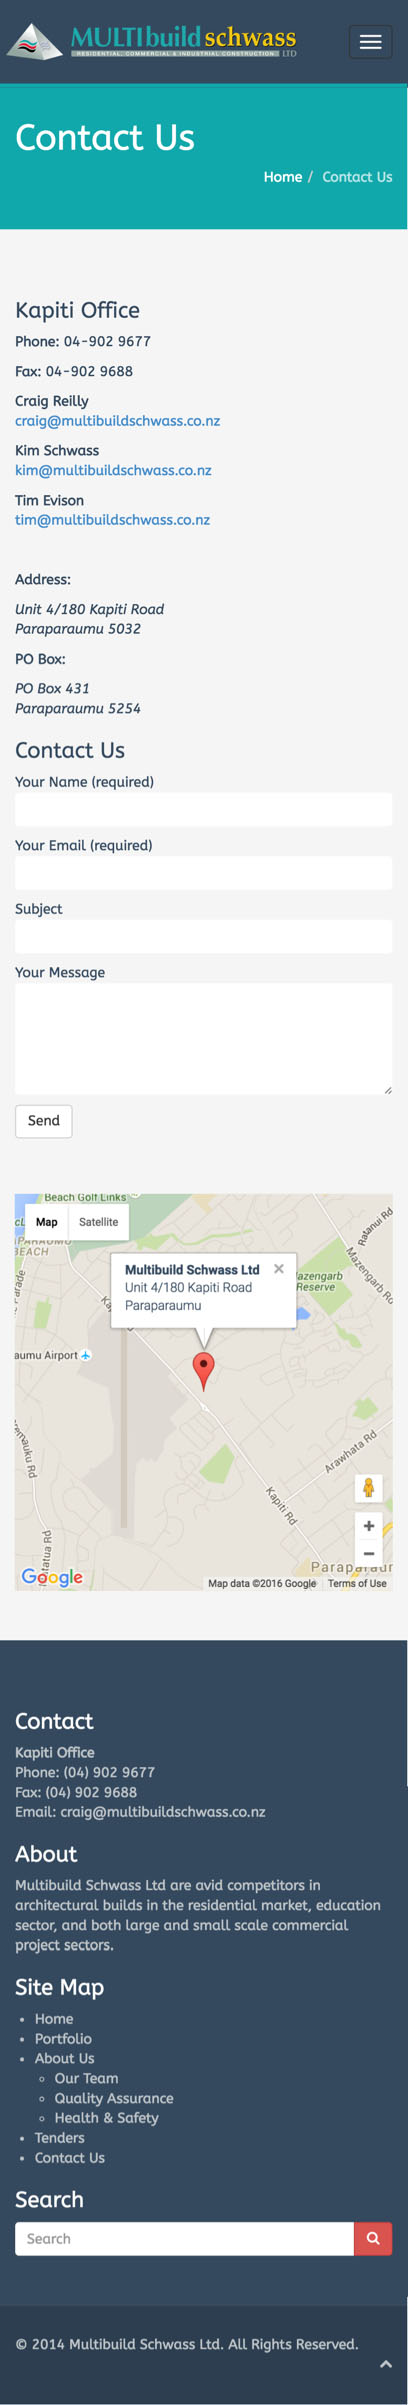 MULTIbuild schwass
RESIDENTIAL, COMMERCIAL & INDUSTRIAL CONSTRUCTION LTD
Contact Us
Home / Contact Us
Kapiti Office
Phone: 04-902 9677
Fax: 04-902 9688
Craig Reilly
craig@multibuildschwass.co.nz
Kim Schwass
kim@multibuildschwass.co.nz
Tim Evison
tim@multibuildschwass.co.nz
Address:
Unit 4/180 Kapiti Road
Paraparaumu 5032
PO Box:
PO Box 431
Paraparaumu 5254
Contact Us
Your Name (required)
Your Email (required)
Subject
Your Message
Send
Beach Golf Links
Map Satellite
BEACH
Ratanui Rd
Mazengarb Rd
Multibuild Schwass Ltd
Unit 4/180 Kapiti Road
Paraparaumu
Reserve
Airport
Arawhata Rd
Kapiti Rd
Google
Map data ©2016 Google Terms of Use
Contact
Kapiti Office
Phone: (04) 902 9677
Fax: (04) 902 9688
Email: craig@multibuildschwass.co.nz
About
Multibuild Schwass Ltd are avid competitors in
architectural builds in the residential market, education
sector, and both large and small scale commercial
project sectors.
Site Map
Home
Portfolio
About Us
Our Team
Quality Assurance
Health & Safety
Tenders
Contact Us
Search
Search
© 2014 Multibuild Schwass Ltd. All Rights Reserved.